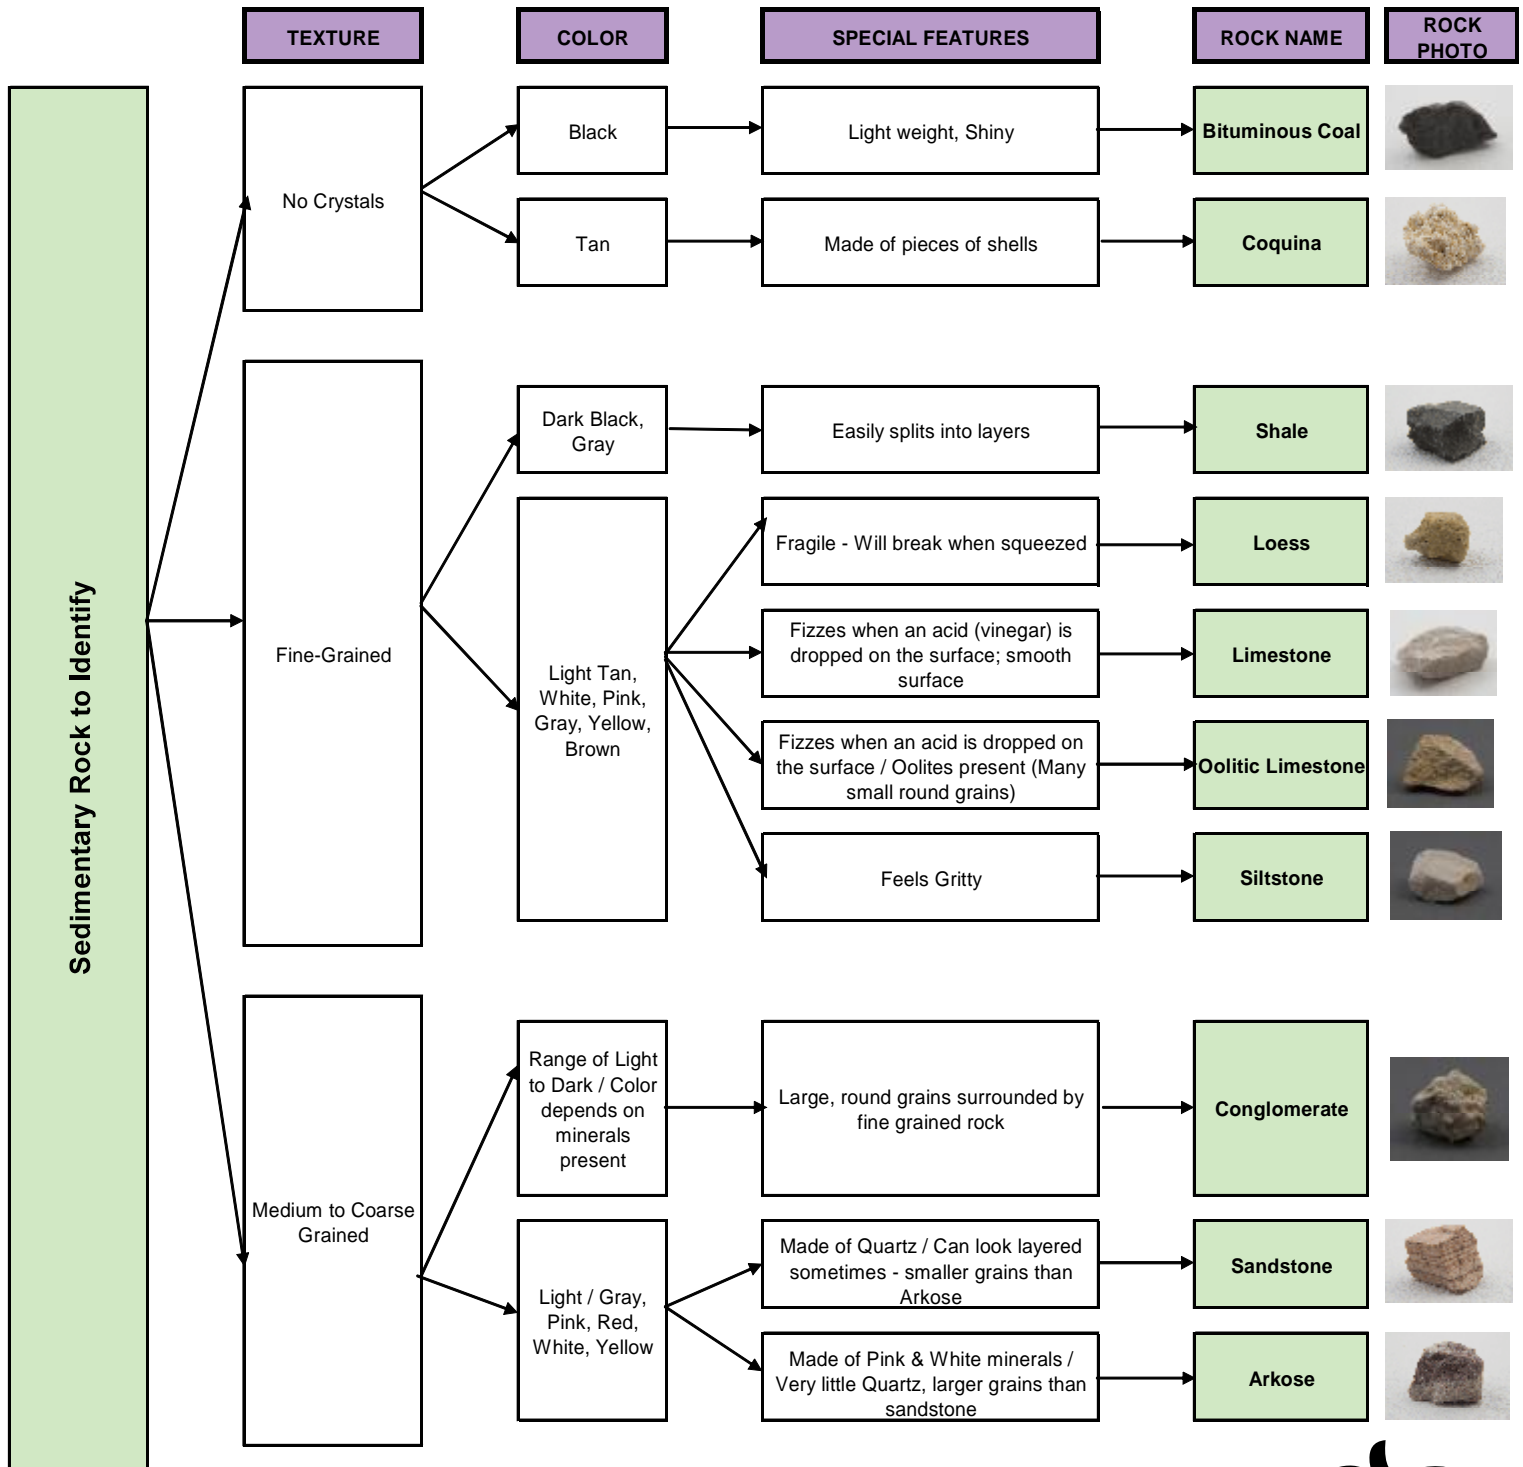 TEXTURE
COLOR
SPECIAL FEATURES
ROCK NAME
ROCK
PHOTO
Sedimentary Rock to Identify
No Crystals
Black
Light weight, Shiny
Bituminous Coal
Tan
Made of pieces of shells
Coquina
Fine-Grained
Dark Black,
Gray
Easily splits into layers
Shale
Light Tan,
White, Pink,
Gray, Yellow,
Brown
Fragile - Will break when squeezed
Loess
Fizzes when an acid (vinegar) is
dropped on the surface; smooth
surface
Limestone
Fizzes when an acid is dropped on
the surface / Oolites present (Many
small round grains)
Oolitic Limestone
Feels Gritty
Siltstone
Medium to Coarse
Grained
Range of Light
to Dark / Color
depends on
minerals
present
Large, round grains surrounded by
fine grained rock
Conglomerate
Light / Gray,
Pink, Red,
White, Yellow
Made of Quartz / Can look layered
sometimes - smaller grains than
Arkose
Sandstone
Made of Pink & White minerals /
Very little Quartz, larger grains than
sandstone
Arkose